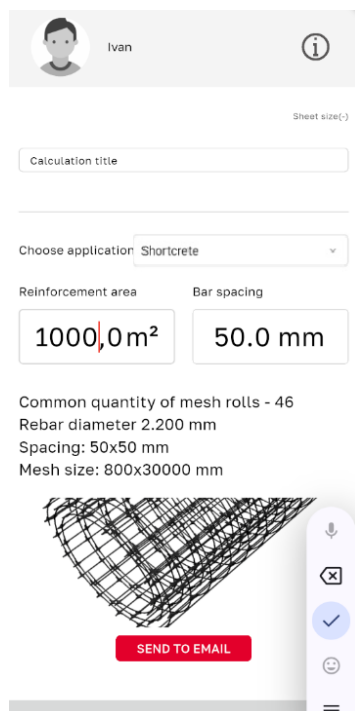 Ivan
Sheet size(-)
Calculation title
Choose application Shortcrete
Reinforcement area Bar spacing
1000,0 m² 50.0 mm
Common quantity of mesh rolls - 46
Rebar diameter 2.200 mm
Spacing: 50x50 mm
Mesh size: 800x30000 mm
SEND TO EMAIL